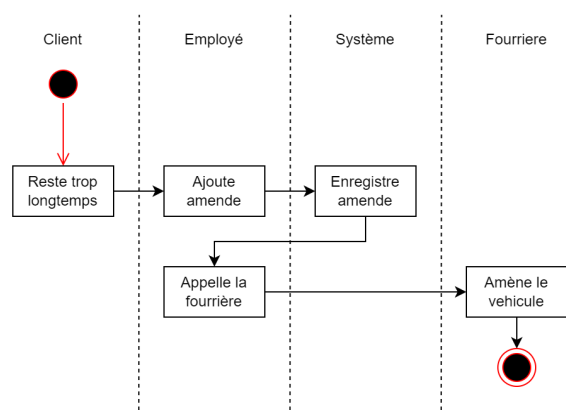 Client
Employé
Système
Fourriere
Reste trop
longtemps
Ajoute
amende
Enregistre
amende
Appelle la
fourrière
Amène le
vehicule